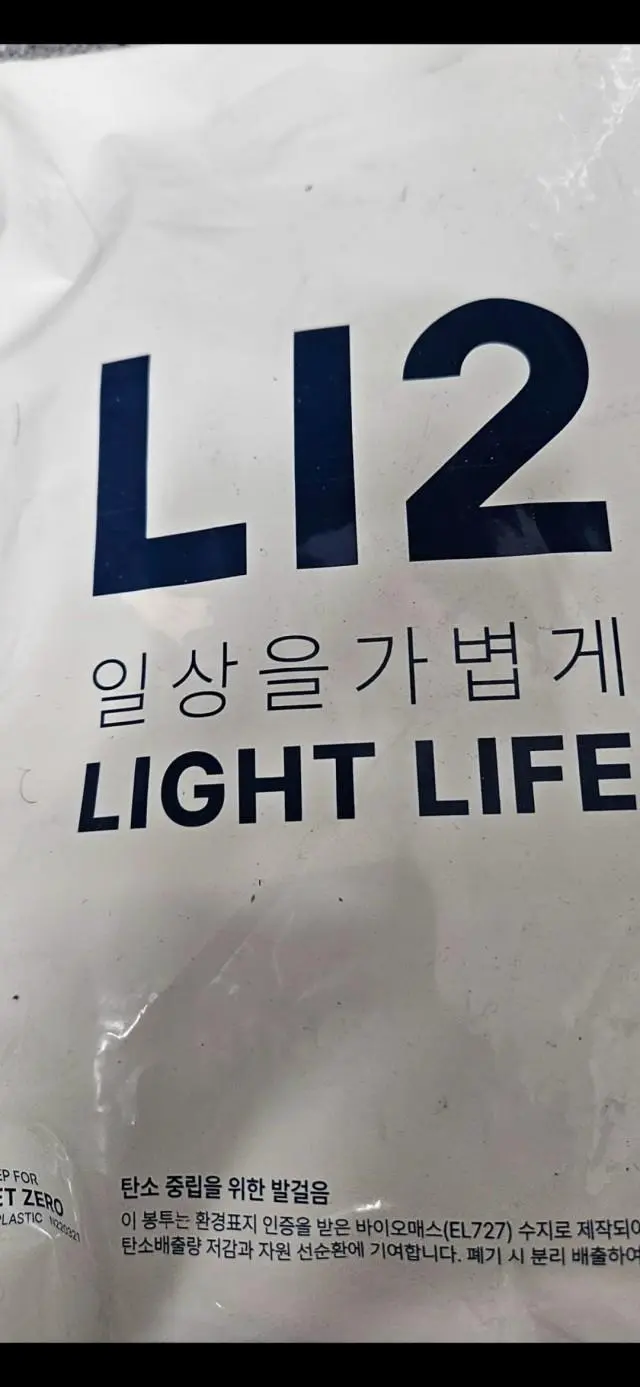 LI2
일상을가볍게
LIGHT LIFE
EP FOR
ET ZERO
PLASTIC N220321
탄소 중립을 위한 발걸음
이 봉투는 환경표지 인증을 받은 바이오매스(EL727) 수지로 제작되어
탄소배출량 저감과 자원 선순환에 기여합니다. 폐기 시 분리 배출하여